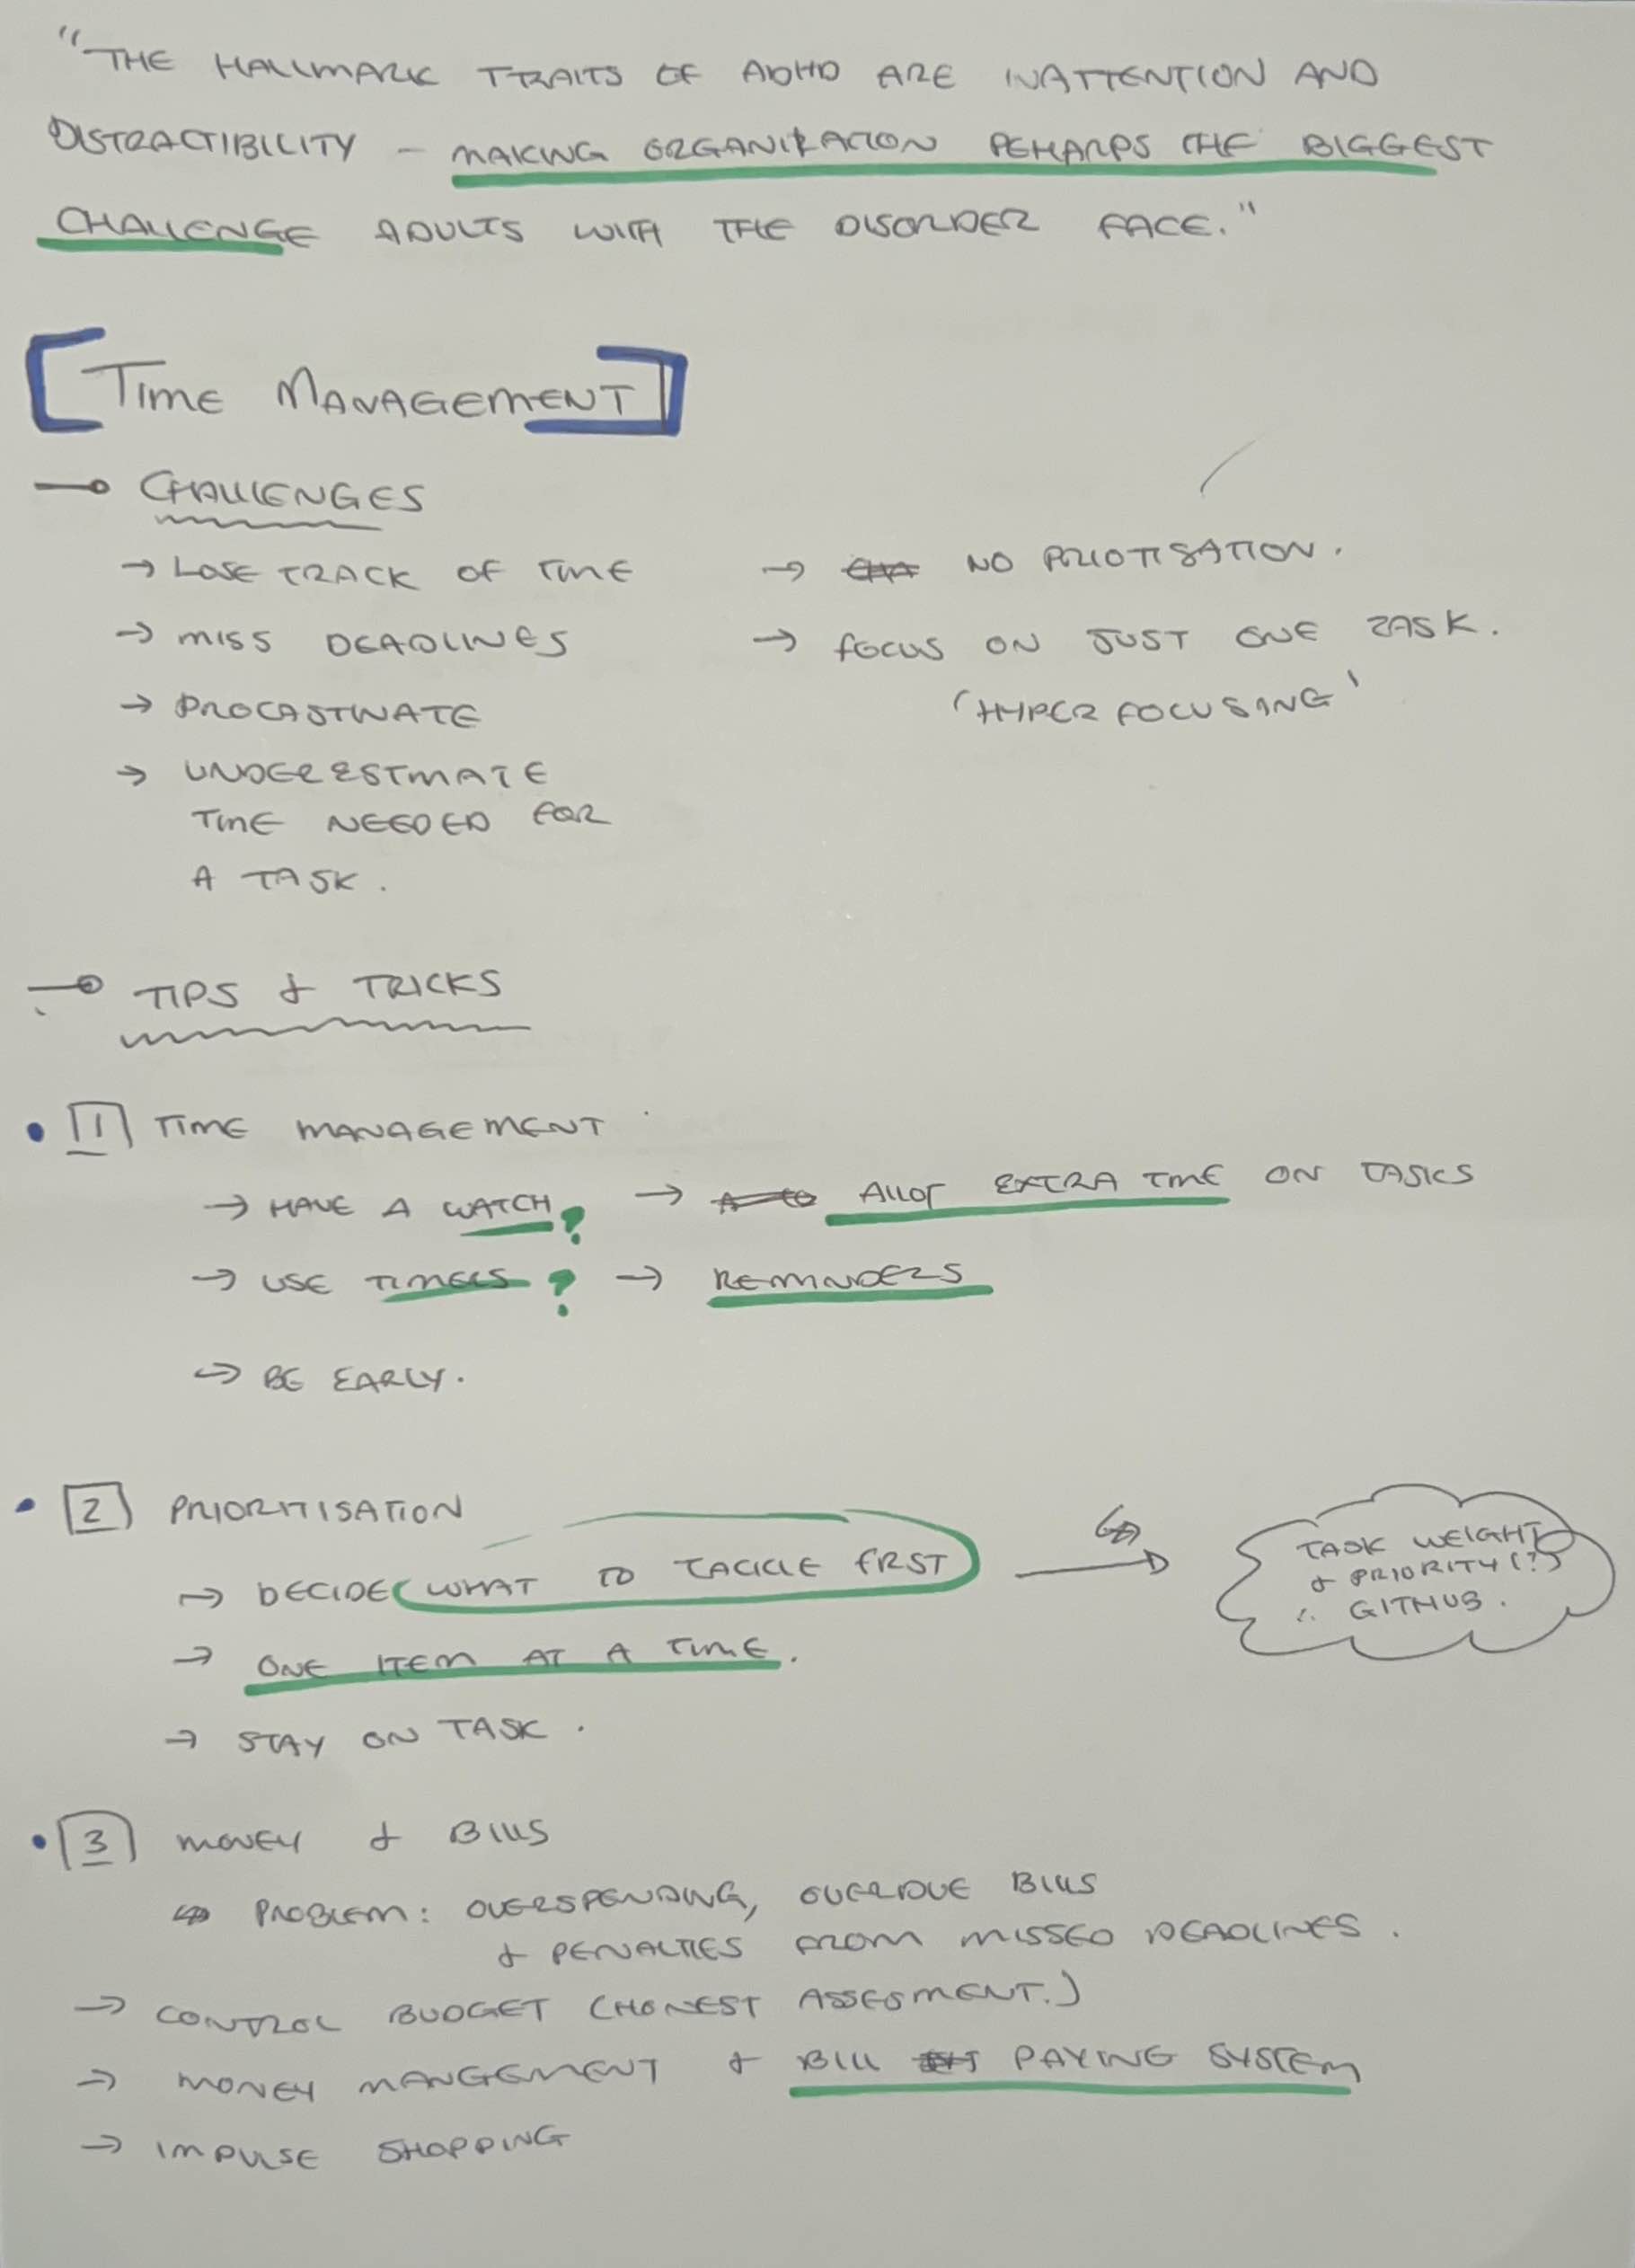 "THE HALLMARK TRAITS OF ADHD ARE INATTENTION AND
DISTRACTIBILITY – MAKING ORGANIZATION PEHARPS THE BIGGEST
CHALLENGE ADULTS WITH THE DISORDER FACE."
[TIME MANAGEMENT]
CHALLENGES
→ LOSE TRACK OF TIME
→ MISS DEADLINES
→ PROCASTINATE
→ UNDERESTIMATE
TIME NEEDED FOR
A TASK.
→ NO PRIOTISATION.
→ FOCUS ON JUST ONE TASK.
'HYPER FOCUSING'
TIPS & TRICKS
• 1 TIME MANAGEMENT
→ HAVE A WATCH? → ALLOT EXTRA TIME ON TASKS
→ USE TIMERS? → REMINDERS
→ BE EARLY.
• 2 PRIORITISATION
→ DECIDE (WHAT TO TACKLE FIRST)
→ ONE ITEM AT A TIME.
→ STAY ON TASK.
TASK WEIGHT
& PRIORITY (?)
∴ GITHUB.
• 3 MONEY & BILLS
↔ PROBLEM: OVERSPENDING, OVERDUE BILLS
& PENALTIES FROM MISSED DEADLINES.
→ CONTROL BUDGET (HONEST ASSESMENT.)
→ MONEY MANGEMENT & BILL PAYING SYSTEM
→ IMPULSE SHOPPING